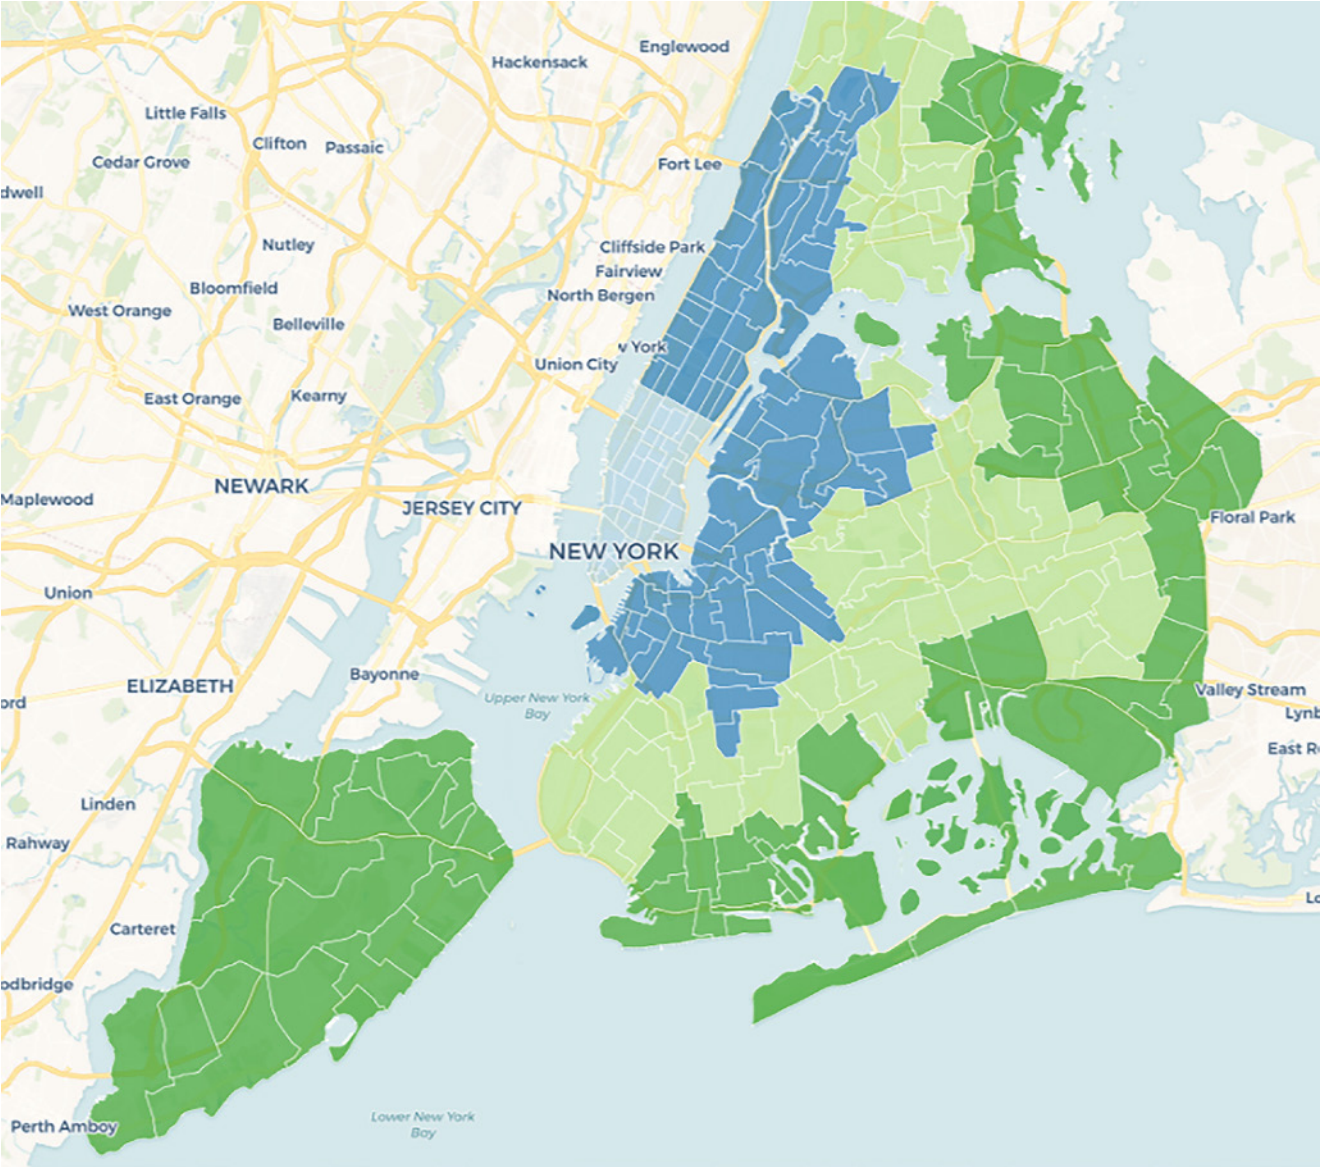 Englewood
Hackensack
Little Falls
Clifton
Passaic
Cedar Grove
Fort Lee
dwell
Nutley
Cliffside Park
Fairview
Bloomfield
North Bergen
West Orange
Belleville
w York
Union City
East Orange
Kearny
NEWARK
Maplewood
JERSEY CITY
Floral Park
NEW YORK
Union
Bayonne
ELIZABETH
Valley Stream
ord
Upper New York
Bay
Lynb
East Ro
Linden
Rahway
Lo
Carteret
odbridge
Lower New York
Bay
Perth Amboy